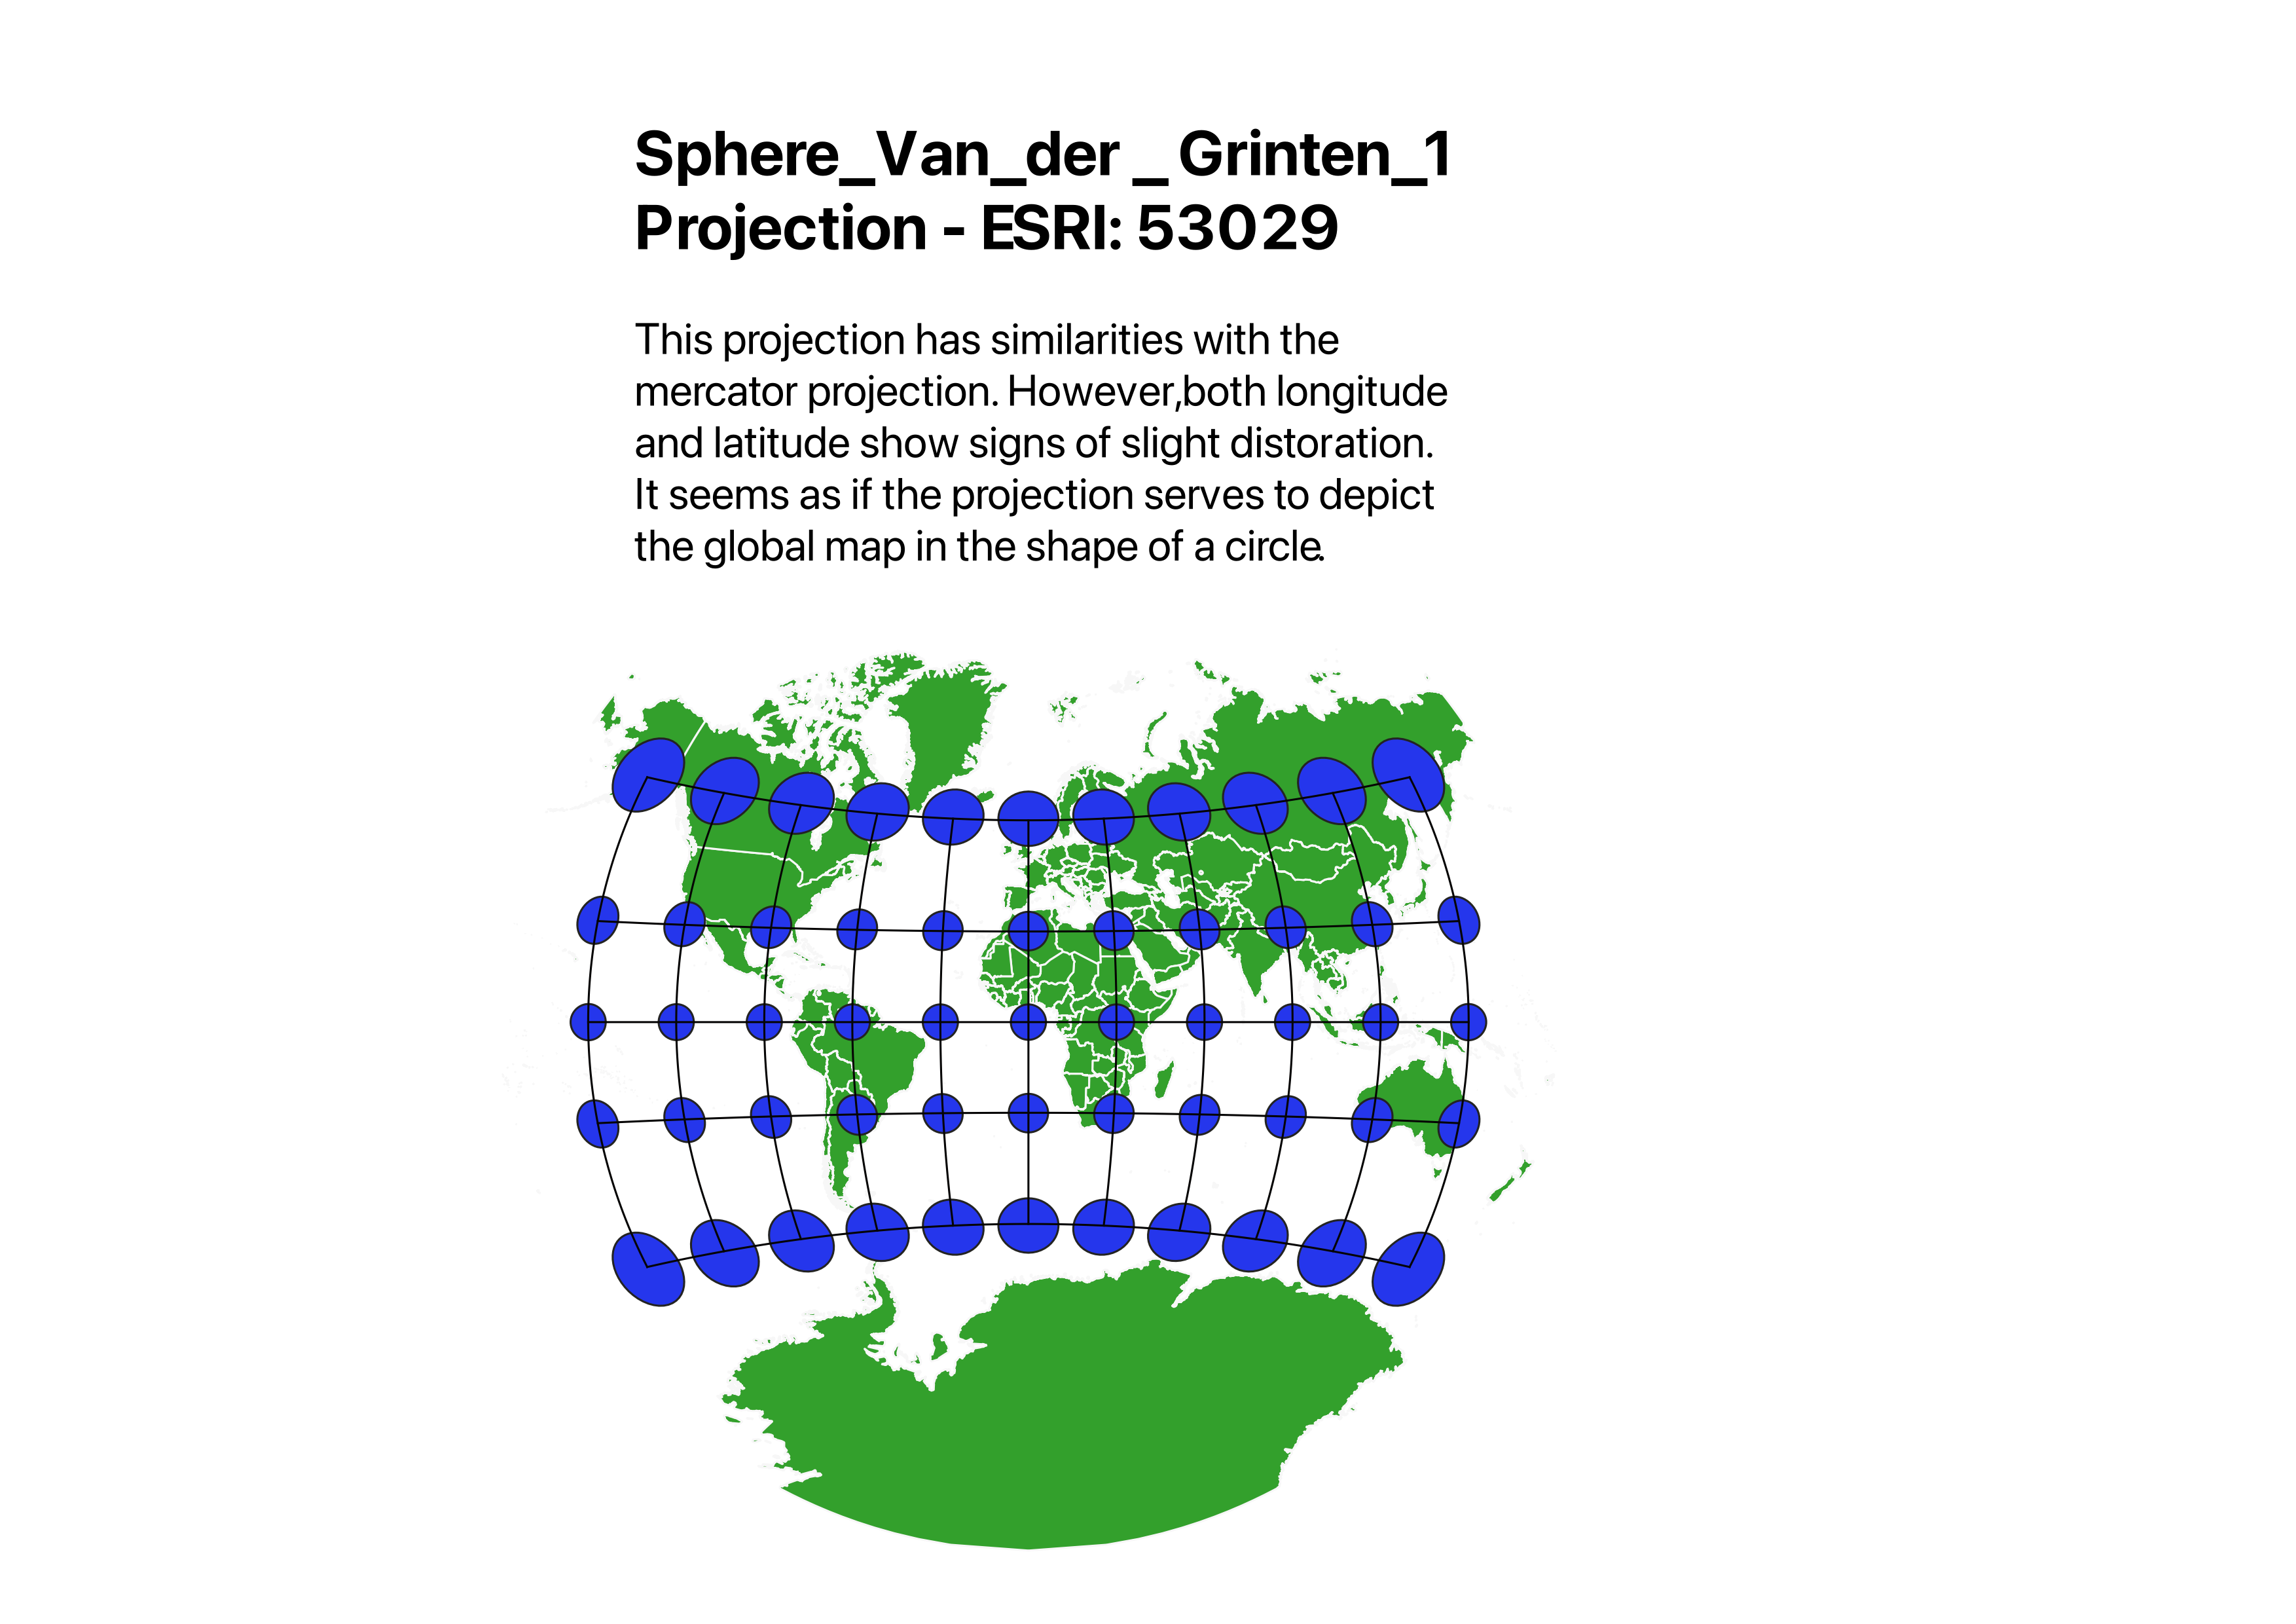 Sphere_Van_der _ Grinten_1
Projection - ESRI: 53029
This projection has similarities with the
mercator projection. However,both longitude
and latitude show signs of slight distoration.
It seems as if the projection serves to depict
the global map in the shape of a circle.